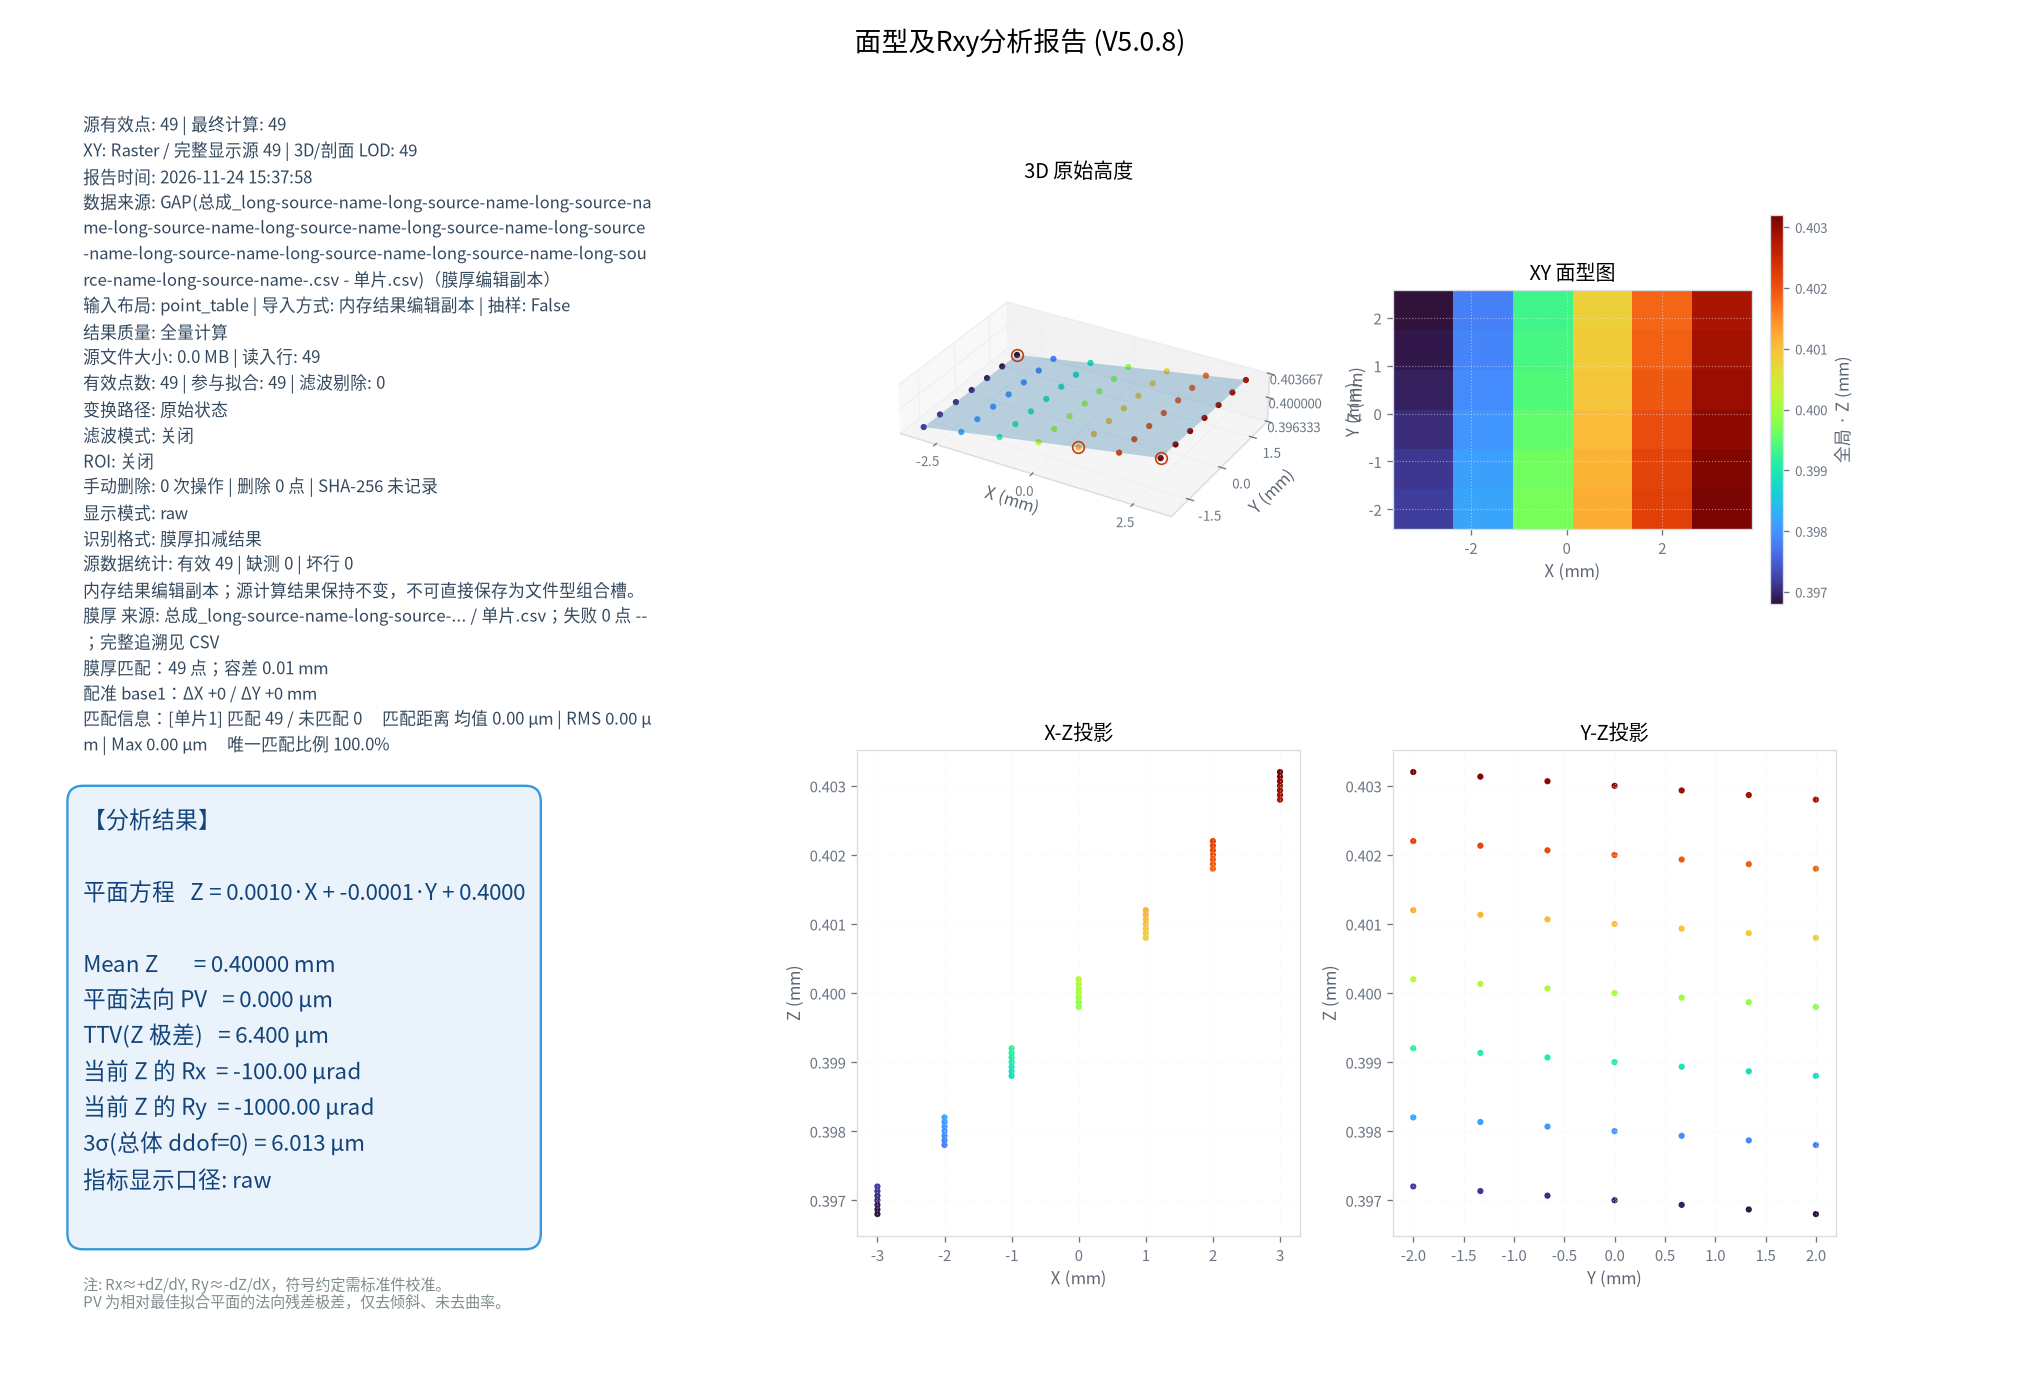 面型及Rxy分析报告 (V5.0.8)
源有效点: 49 | 最终计算: 49
XY: Raster / 完整显示源 49 | 3D/剖面 LOD: 49
报告时间: 2026-11-24 15:37:58
数据来源: GAP(总成_long-source-name-long-source-name-long-source-na
me-long-source-name-long-source-name-long-source-name-long-source
-name-long-source-name-long-source-name-long-source-name-long-sou
rce-name-long-source-name-.csv - 单片.csv)（膜厚编辑副本）
输入布局: point_table | 导入方式: 内存结果编辑副本 | 抽样: False
结果质量: 全量计算
源文件大小: 0.0 MB | 读入行: 49
有效点数: 49 | 参与拟合: 49 | 滤波剔除: 0
变换路径: 原始状态
滤波模式: 关闭
ROI: 关闭
手动删除: 0 次操作 | 删除 0 点 | SHA-256 未记录
显示模式: raw
识别格式: 膜厚扣减结果
源数据统计: 有效 49 | 缺测 0 | 坏行 0
内存结果编辑副本；源计算结果保持不变，不可直接保存为文件型组合槽。
膜厚 来源: 总成_long-source-name-long-source-... / 单片.csv；失败 0 点 --
；完整追溯见 CSV
膜厚匹配：49 点；容差 0.01 mm
配准 base1：ΔX +0 / ΔY +0 mm
匹配信息：[单片1] 匹配 49 / 未匹配 0 匹配距离 均值 0.00 μm | RMS 0.00 μ
m | Max 0.00 μm 唯一匹配比例 100.0%
【分析结果】
平面方程 Z = 0.0010·X + -0.0001·Y + 0.4000
Mean Z = 0.40000 mm
平面法向 PV = 0.000 μm
TTV(Z 极差) = 6.400 μm
当前 Z 的 Rx = -100.00 μrad
当前 Z 的 Ry = -1000.00 μrad
3σ(总体 ddof=0) = 6.013 μm
指标显示口径: raw
注: Rx≈+dZ/dY, Ry≈-dZ/dX，符号约定需标准件校准。
PV 为相对最佳拟合平面的法向残差极差，仅去倾斜、未去曲率。
3D 原始高度
0.403667
0.400000
0.396333
Z (mm)
-2.5
0.0
2.5
X (mm)
1.5
0.0
-1.5
Y (mm)
XY 面型图
2
1
0
-1
-2
Y (mm)
-2
0
2
X (mm)
0.403
0.402
0.401
0.400
0.399
0.398
0.397
全局 · Z (mm)
X-Z投影
0.403
0.402
0.401
0.400
0.399
0.398
0.397
Z (mm)
-3
-2
-1
0
1
2
3
X (mm)
Y-Z投影
0.403
0.402
0.401
0.400
0.399
0.398
0.397
Z (mm)
-2.0
-1.5
-1.0
-0.5
0.0
0.5
1.0
1.5
2.0
Y (mm)